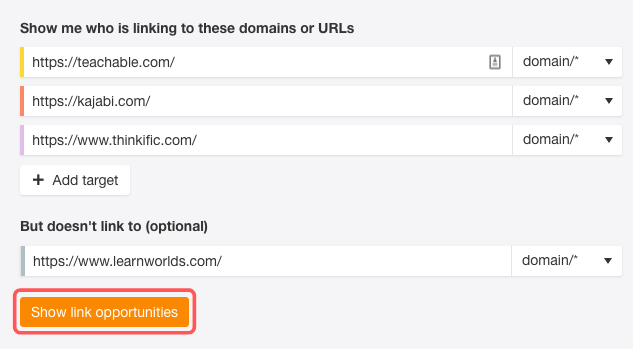 Show me who is linking to these domains or URLs
https://teachable.com/ domain/*
https://kajabi.com/ domain/*
https://www.thinkific.com/ domain/*
+ Add target
But doesn't link to (optional)
https://www.learnworlds.com/ domain/*
Show link opportunities